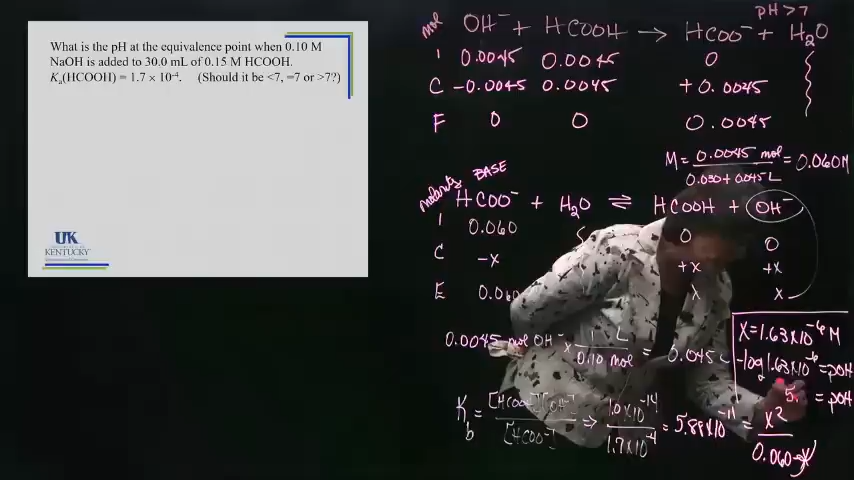 What is the pH at the equivalence point when 0.10 M
NaOH is added to 30.0 mL of 0.15 M HCOOH.
Ka(HCOOH) = 1.7 × 10⁻⁴. (Should it be <7, =7 or >7?)
UK
KENTUCKY
pH > 7
mol OH⁻ + HCOOH → HCOO⁻ + H₂O
I 0.0045 0.0045 0
C -0.0045 0.0045 +0.0045
F 0 0 0.0045
M = 0.0045 mol / 0.030 + 0.045 L = 0.060M
BASE
molarity HCOO⁻ + H₂O ⇌ HCOOH + OH⁻
I 0.060 0 0
C -x +x +x
E 0.060 x x
0.0045 mol OH⁻ × 1 L / 0.10 mol = 0.045 L
x = 1.63×10⁻⁶ M
-log 1.63×10⁻⁶ = pOH
5. = pOH
Kb = [HCOOH][OH⁻] / [HCOO⁻] ⇒ 1.0×10⁻¹⁴ / 1.7×10⁻⁴ = 5.88×10⁻¹¹ = x² / 0.060-x